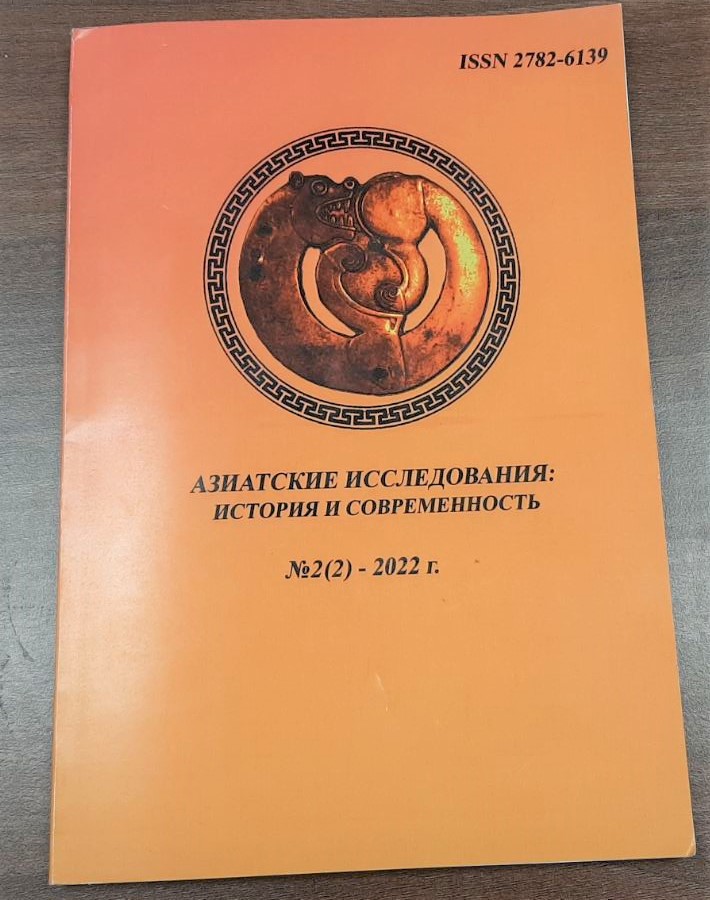 ISSN 2782-6139
АЗИАТСКИЕ ИССЛЕДОВАНИЯ:
ИСТОРИЯ И СОВРЕМЕННОСТЬ
№2(2) - 2022 г.